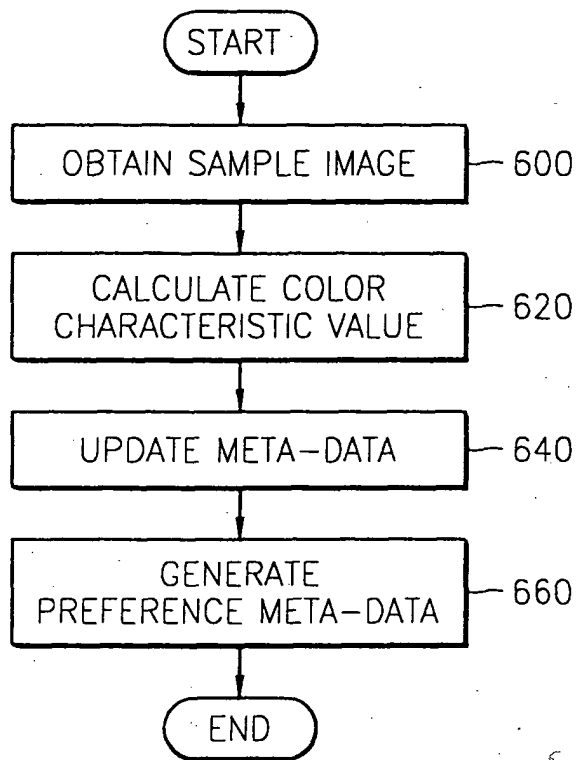 START
OBTAIN SAMPLE IMAGE
600
CALCULATE COLOR
CHARACTERISTIC VALUE
620
UPDATE META-DATA
640
GENERATE
PREFERENCE META-DATA
660
END